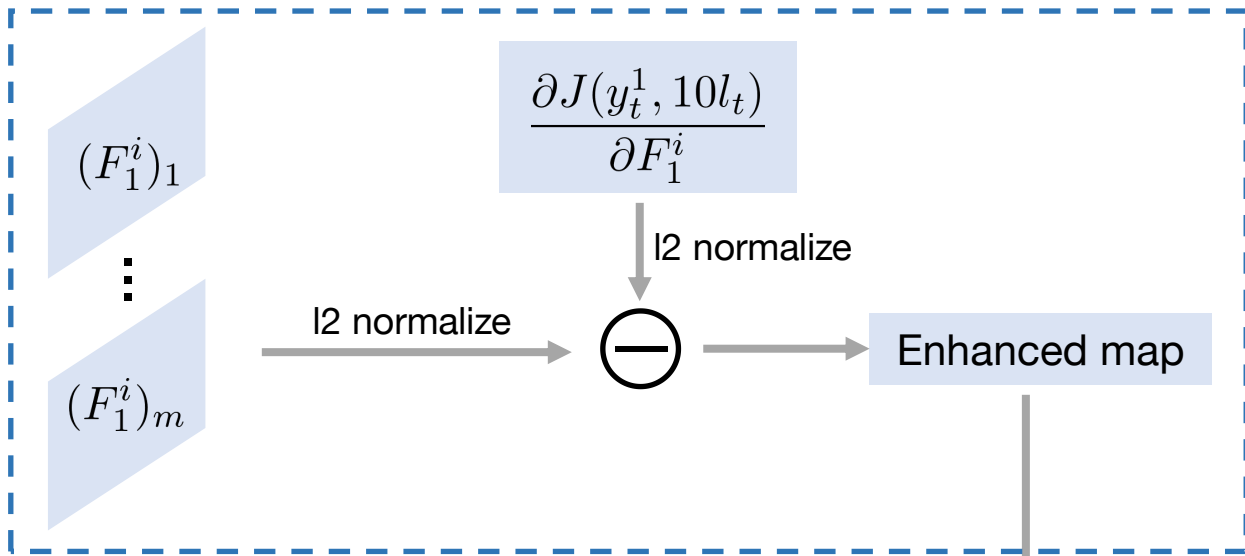 (F_1^i)_1
⋮
(F_1^i)_m
∂J(y_t^1, 10l_t)
∂F_1^i
l2 normalize
l2 normalize
Enhanced map